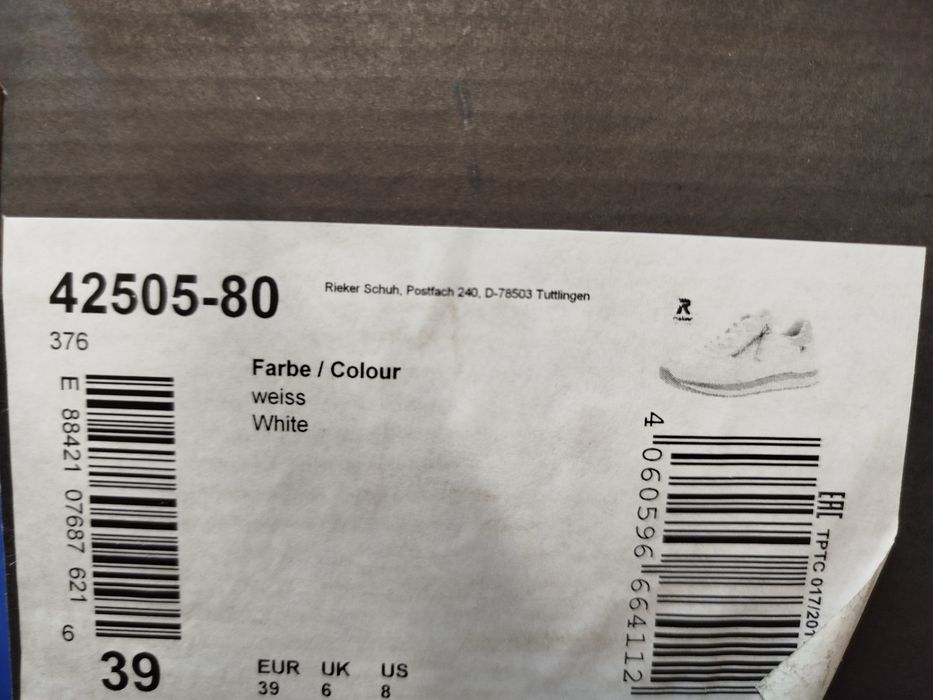 42505-80
Rieker Schuh, Postfach 240, D-78503 Tuttlingen
376
R
rieker
Farbe / Colour
weiss
White
E 88421 07687 621 6
4 060596 664112
EAC TPTC 017/201
39
EUR UK US
39 6 8